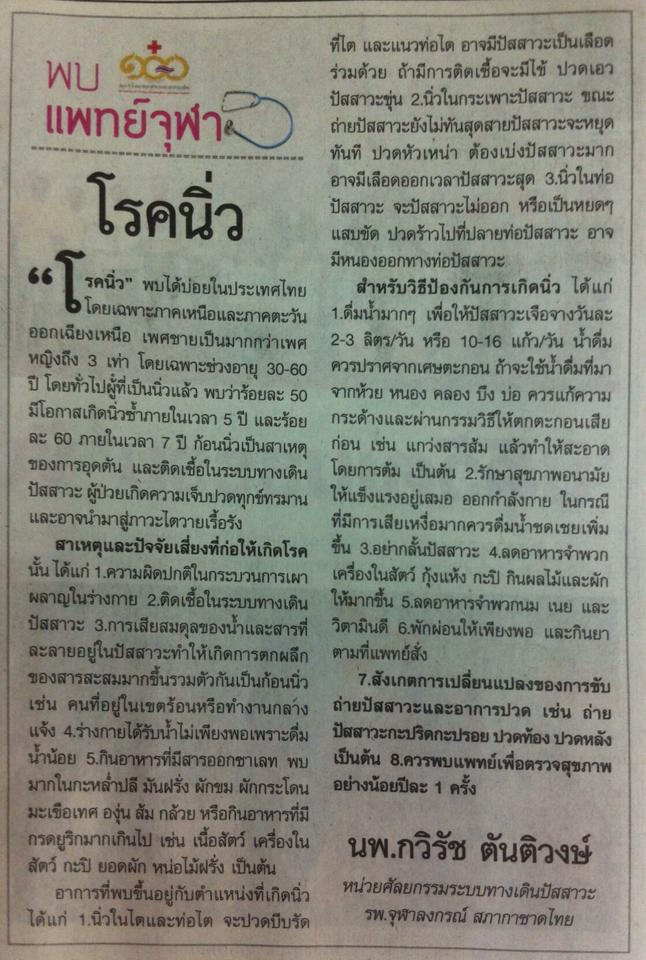 พบ
แพทย์จุฬา
โรคนิ่ว
“โรคนิ่ว” พบได้บ่อยในประเทศไทย
โดยเฉพาะภาคเหนือและภาคตะวัน
ออกเฉียงเหนือ เพศชายเป็นมากกว่าเพศ
หญิงถึง 3 เท่า โดยเฉพาะช่วงอายุ 30-60
ปี โดยทั่วไปผู้ที่เป็นนิ่วแล้ว พบว่าร้อยละ 50
มีโอกาสเกิดนิ่วซ้ำภายในเวลา 5 ปี และร้อย
ละ 60 ภายในเวลา 7 ปี ก้อนนิ่วเป็นสาเหตุ
ของการอุดตัน และติดเชื้อในระบบทางเดิน
ปัสสาวะ ผู้ป่วยเกิดความเจ็บปวดทุกข์ทรมาน
และอาจนำมาสู่ภาวะไตวายเรื้อรัง
สาเหตุและปัจจัยเสี่ยงที่ก่อให้เกิดโรค
นั้น ได้แก่ 1.ความผิดปกติในกระบวนการเผา
ผลาญในร่างกาย 2.ติดเชื้อในระบบทางเดิน
ปัสสาวะ 3.การเสียสมดุลของน้ำและสารที่
ละลายอยู่ในปัสสาวะทำให้เกิดการตกผลึก
ของสารสะสมมากขึ้นรวมตัวกันเป็นก้อนนิ่ว
เช่น คนที่อยู่ในเขตร้อนหรือทำงานกลาง
แจ้ง 4.ร่างกายได้รับน้ำไม่เพียงพอเพราะดื่ม
น้ำน้อย 5.กินอาหารที่มีสารออกซาเลท พบ
มากในกะหล่ำปลี มันฝรั่ง ผักขม ผักกระโดน
มะเขือเทศ องุ่น ส้ม กล้วย หรือกินอาหารที่มี
กรดยูริกมากเกินไป เช่น เนื้อสัตว์ เครื่องใน
สัตว์ กะปิ ยอดผัก หน่อไม้ฝรั่ง เป็นต้น
อาการที่พบขึ้นอยู่กับตำแหน่งที่เกิดนิ่ว
ได้แก่ 1.นิ่วในไตและท่อไต จะปวดบีบรัด
ที่ไต และแนวท่อไต อาจมีปัสสาวะเป็นเลือด
ร่วมด้วย ถ้ามีการติดเชื้อจะมีไข้ ปวดเอว
ปัสสาวะขุ่น 2.นิ่วในกระเพาะปัสสาวะ ขณะ
ถ่ายปัสสาวะยังไม่ทันสุดสายปัสสาวะจะหยุด
ทันที ปวดหัวเหน่า ต้องเบ่งปัสสาวะมาก
อาจมีเลือดออกเวลาปัสสาวะสุด 3.นิ่วในท่อ
ปัสสาวะ จะปัสสาวะไม่ออก หรือเป็นหยดๆ
แสบขัด ปวดร้าวไปที่ปลายท่อปัสสาวะ อาจ
มีหนองออกทางท่อปัสสาวะ
สำหรับวิธีป้องกันการเกิดนิ่ว ได้แก่
1.ดื่มน้ำมากๆ เพื่อให้ปัสสาวะเจือจางวันละ
2-3 ลิตร/วัน หรือ 10-16 แก้ว/วัน น้ำดื่ม
ควรปราศจากเศษตะกอน ถ้าจะใช้น้ำดื่มที่มา
จากห้วย หนอง คลอง บึง บ่อ ควรแก้ความ
กระด้างและผ่านกรรมวิธีให้ตกตะกอนเสีย
ก่อน เช่น แกว่งสารส้ม แล้วทำให้สะอาด
โดยการต้ม เป็นต้น 2.รักษาสุขภาพอนามัย
ให้แข็งแรงอยู่เสมอ ออกกำลังกาย ในกรณี
ที่มีการเสียเหงื่อมากควรดื่มน้ำชดเชยเพิ่ม
ขึ้น 3.อย่ากลั้นปัสสาวะ 4.ลดอาหารจำพวก
เครื่องในสัตว์ กุ้งแห้ง กะปิ กินผลไม้และผัก
ให้มากขึ้น 5.ลดอาหารจำพวกนม เนย และ
วิตามินดี 6.พักผ่อนให้เพียงพอ และกินยา
ตามที่แพทย์สั่ง
7.สังเกตการเปลี่ยนแปลงของการขับ
ถ่ายปัสสาวะและอาการปวด เช่น ถ่าย
ปัสสาวะกะปริดกะปรอย ปวดท้อง ปวดหลัง
เป็นต้น 8.ควรพบแพทย์เพื่อตรวจสุขภาพ
อย่างน้อยปีละ 1 ครั้ง
นพ.กวิรัช ตันติวงษ์
หน่วยศัลยกรรมระบบทางเดินปัสสาวะ
รพ.จุฬาลงกรณ์ สภากาชาดไทย